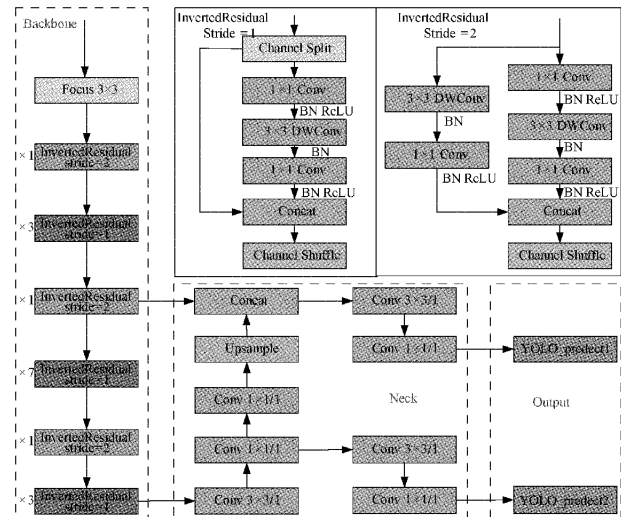 Backbone
Focus 3×3
×1
InvertedResidual
stride=2
×3
InvertedResidual
stride=1
×1
InvertedResidual
stride=2
×7
InvertedResidual
stride=1
×1
InvertedResidual
stride=2
×3
InvertedResidual
stride=1
InvertedResidual
Stride =1
Channel Split
1×1 Conv
BN ReLU
3×3 DWConv
BN
1×1 Conv
BN ReLU
Concat
Channel Shuffle
InvertedResidual
Stride =2
3×3 DWConv
BN
1×1 Conv
BN ReLU
1×1 Conv
BN ReLU
3×3 DWConv
BN
1×1 Conv
BN ReLU
Concat
Channel Shuffle
Concat
Upsample
Conv 1×1/1
Conv 1×1/1
Conv 3×3/1
Conv 3×3/1
Conv 1×1/1
Neck
Conv 3×3/1
Conv 1×1/1
YOLO_predect1
Output
YOLO_predect2